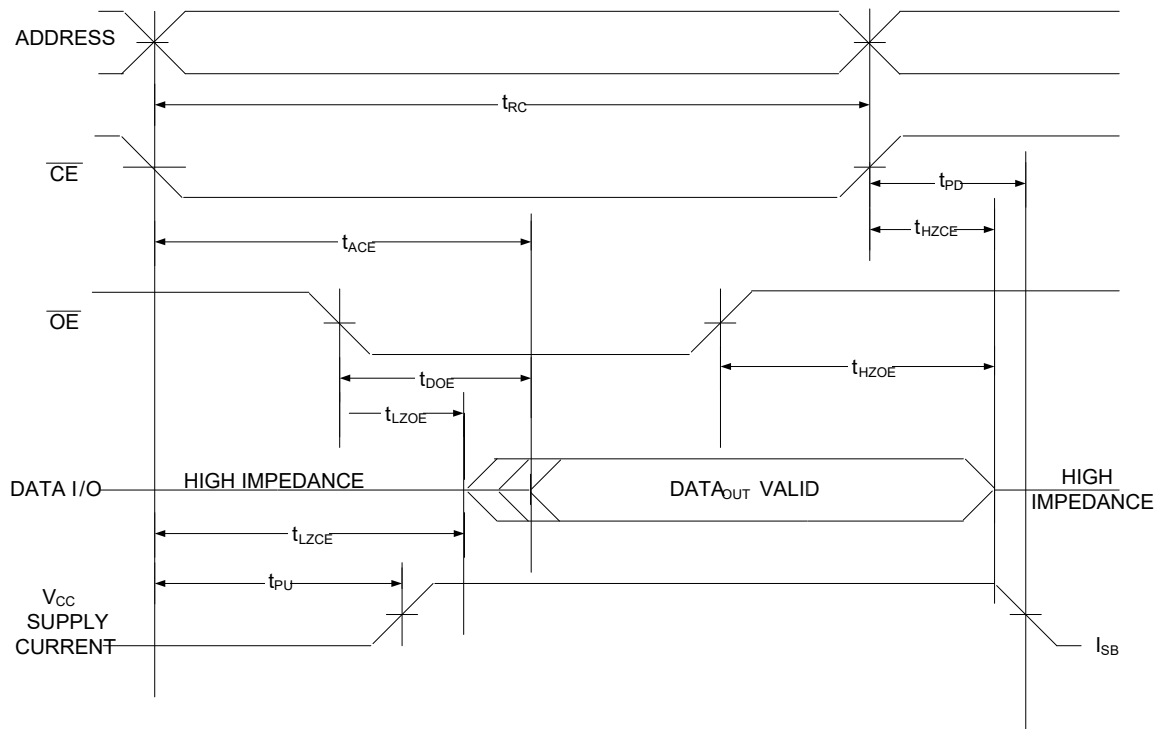 ADDRESS
tRC
CE
tPD
tHZCE
tACE
OE
tHZOE
tDOE
tLZOE
DATA I/O
HIGH IMPEDANCE
DATAOUT VALID
HIGH
IMPEDANCE
tLZCE
tPU
VCC
SUPPLY
CURRENT
ISB